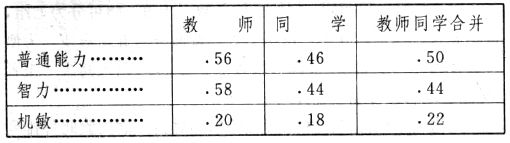 教 师 同 学 教师同学合并
普通能力……… .56 .46 .50
智力…………… .58 .44 .44
机敏…………… .20 .18 .22